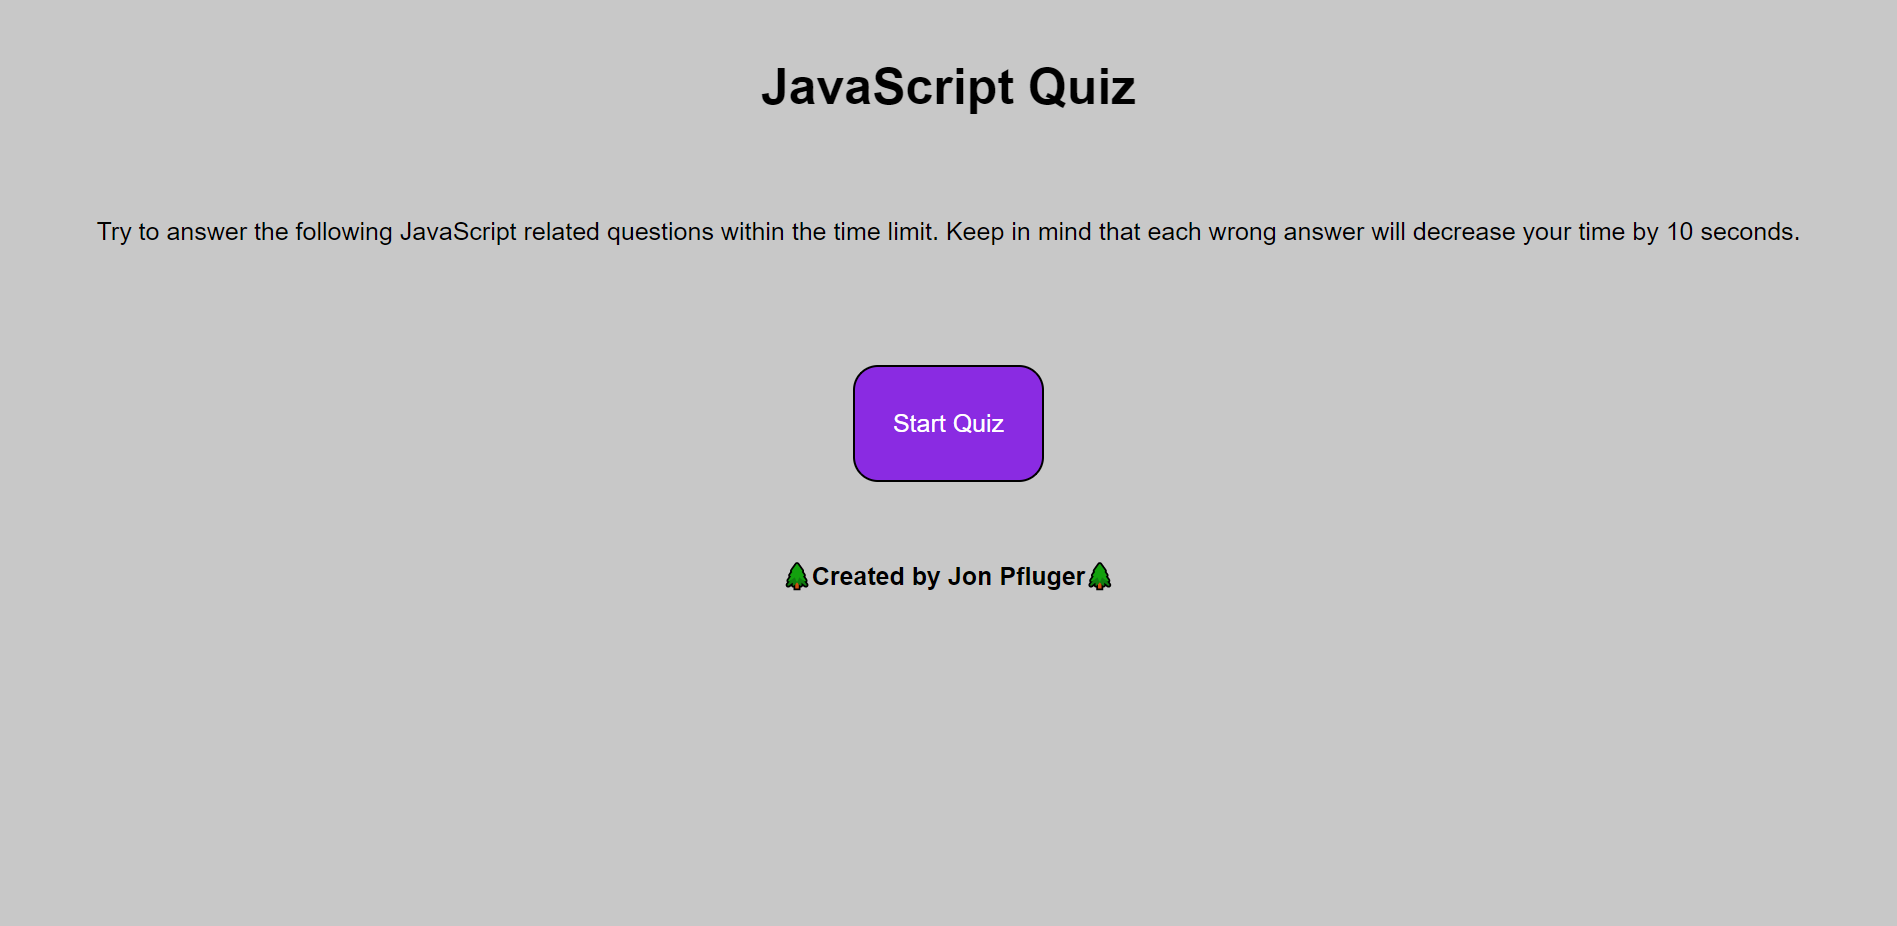 JavaScript Quiz
Try to answer the following JavaScript related questions within the time limit. Keep in mind that each wrong answer will decrease your time by 10 seconds.
Start Quiz
🌲Created by Jon Pfluger🌲